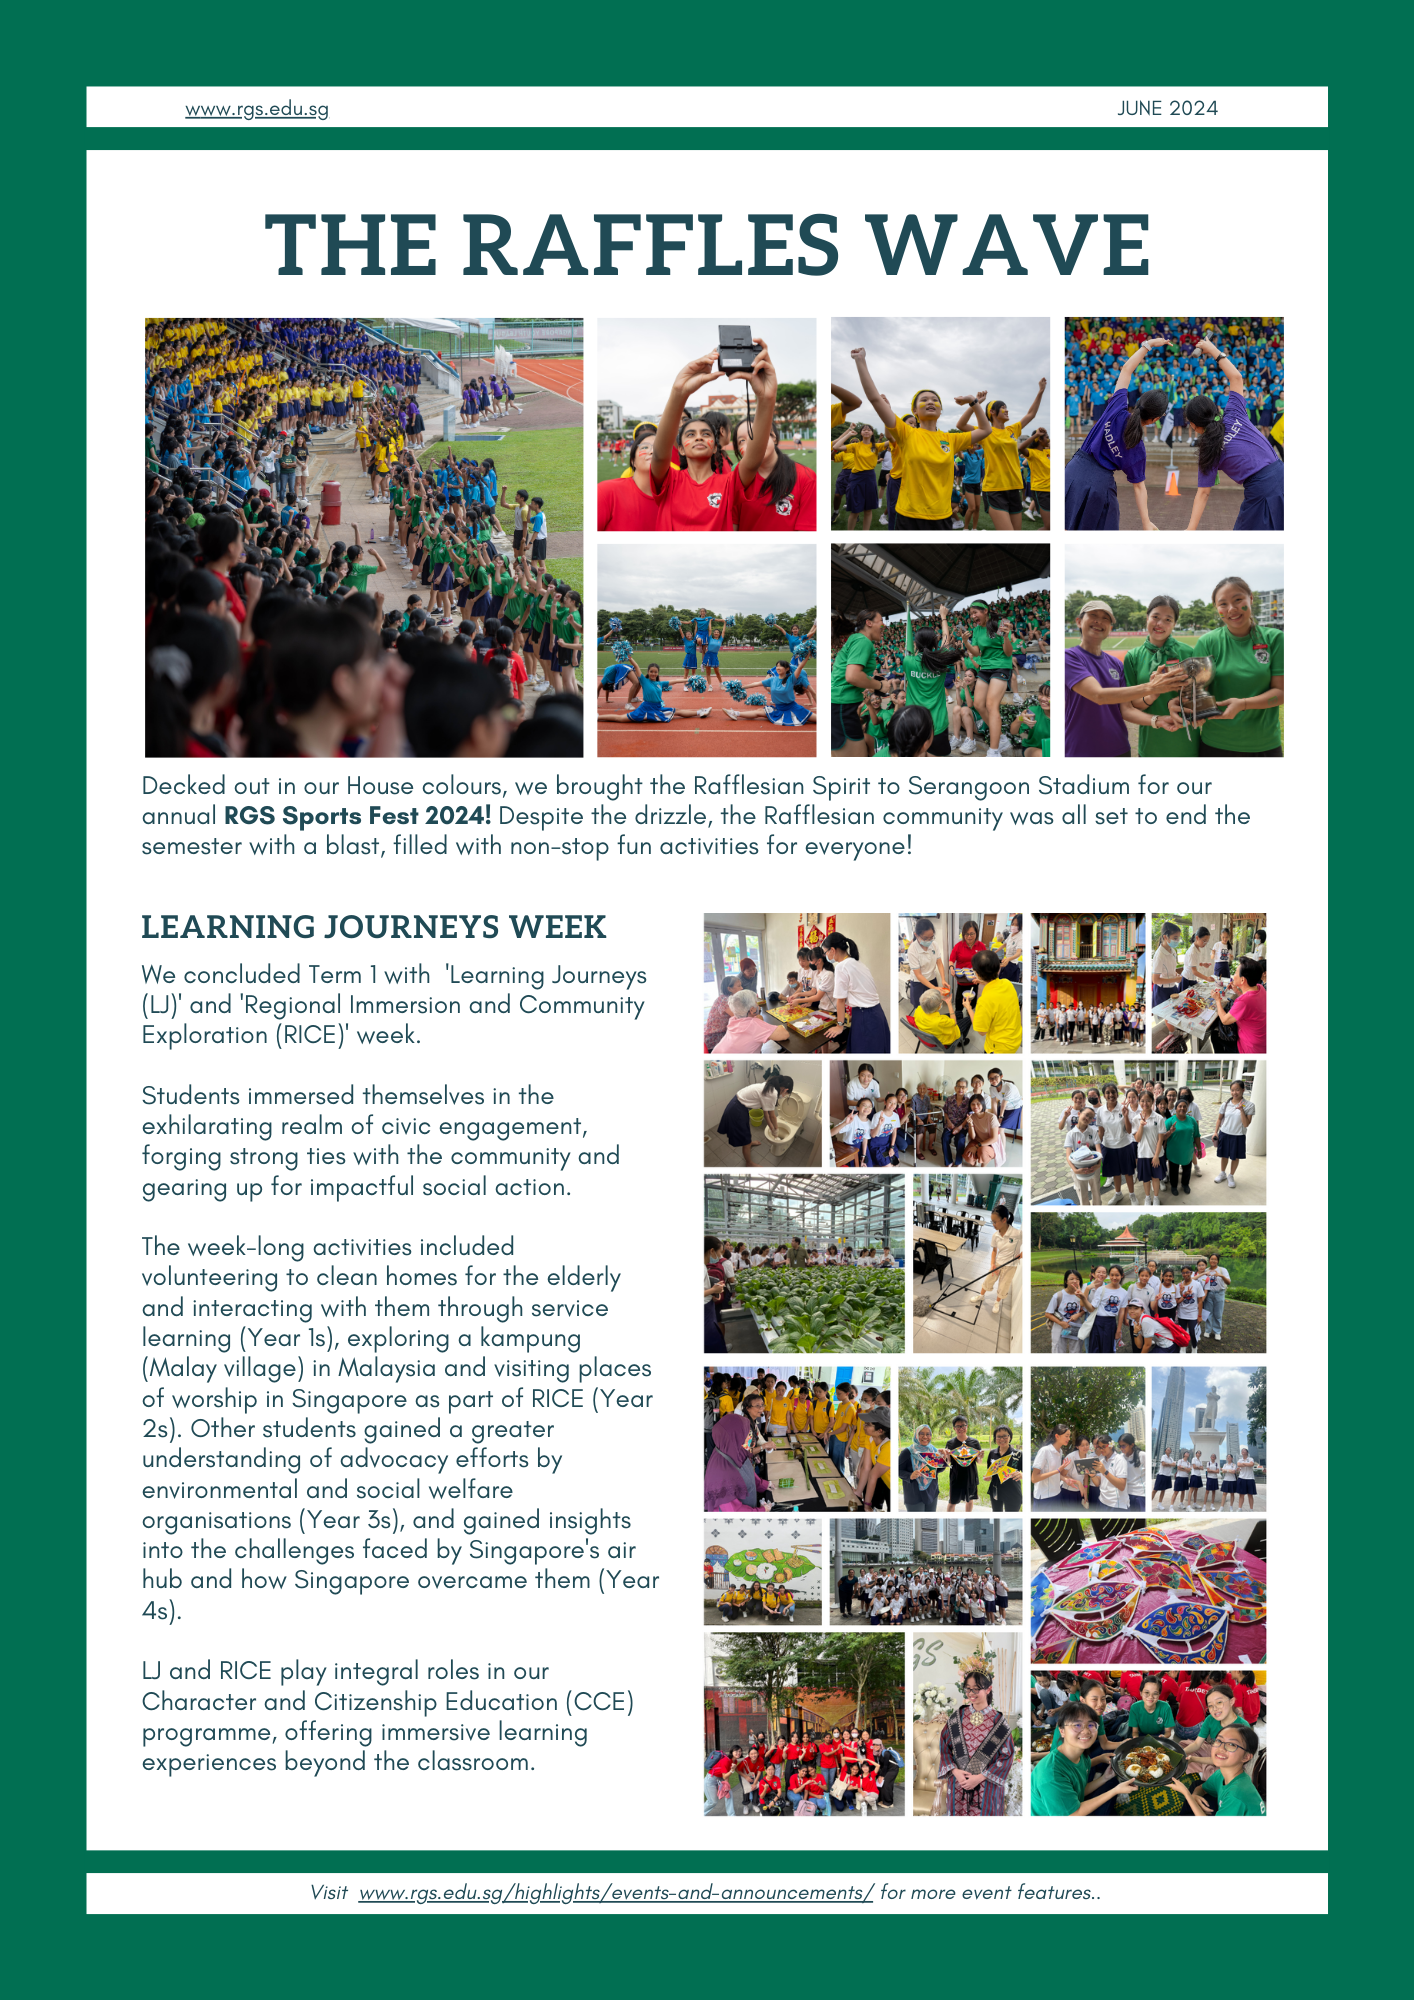 www.rgs.edu.sg
JUNE 2024
THE RAFFLES WAVE
HADLEY
BUCKL
Decked out in our House colours, we brought the Rafflesian Spirit to Serangoon Stadium for our
annual RGS Sports Fest 2024! Despite the drizzle, the Rafflesian community was all set to end the
semester with a blast, filled with non-stop fun activities for everyone!
LEARNING JOURNEYS WEEK
We concluded Term 1 with  'Learning Journeys
(LJ)' and 'Regional Immersion and Community
Exploration (RICE)' week.
Students immersed themselves in the
exhilarating realm of civic engagement,
forging strong ties with the community and
gearing up for impactful social action.
The week-long activities included
volunteering to clean homes for the elderly
and interacting with them through service
learning (Year 1s), exploring a kampung
(Malay village) in Malaysia and visiting places
of worship in Singapore as part of RICE (Year
2s). Other students gained a greater
understanding of advocacy efforts by
environmental and social welfare
organisations (Year 3s), and gained insights
into the challenges faced by Singapore's air
hub and how Singapore overcame them (Year
4s).
LJ and RICE play integral roles in our
Character and Citizenship Education (CCE)
programme, offering immersive learning
experiences beyond the classroom.
Visit  www.rgs.edu.sg/highlights/events-and-announcements/ for more event features..